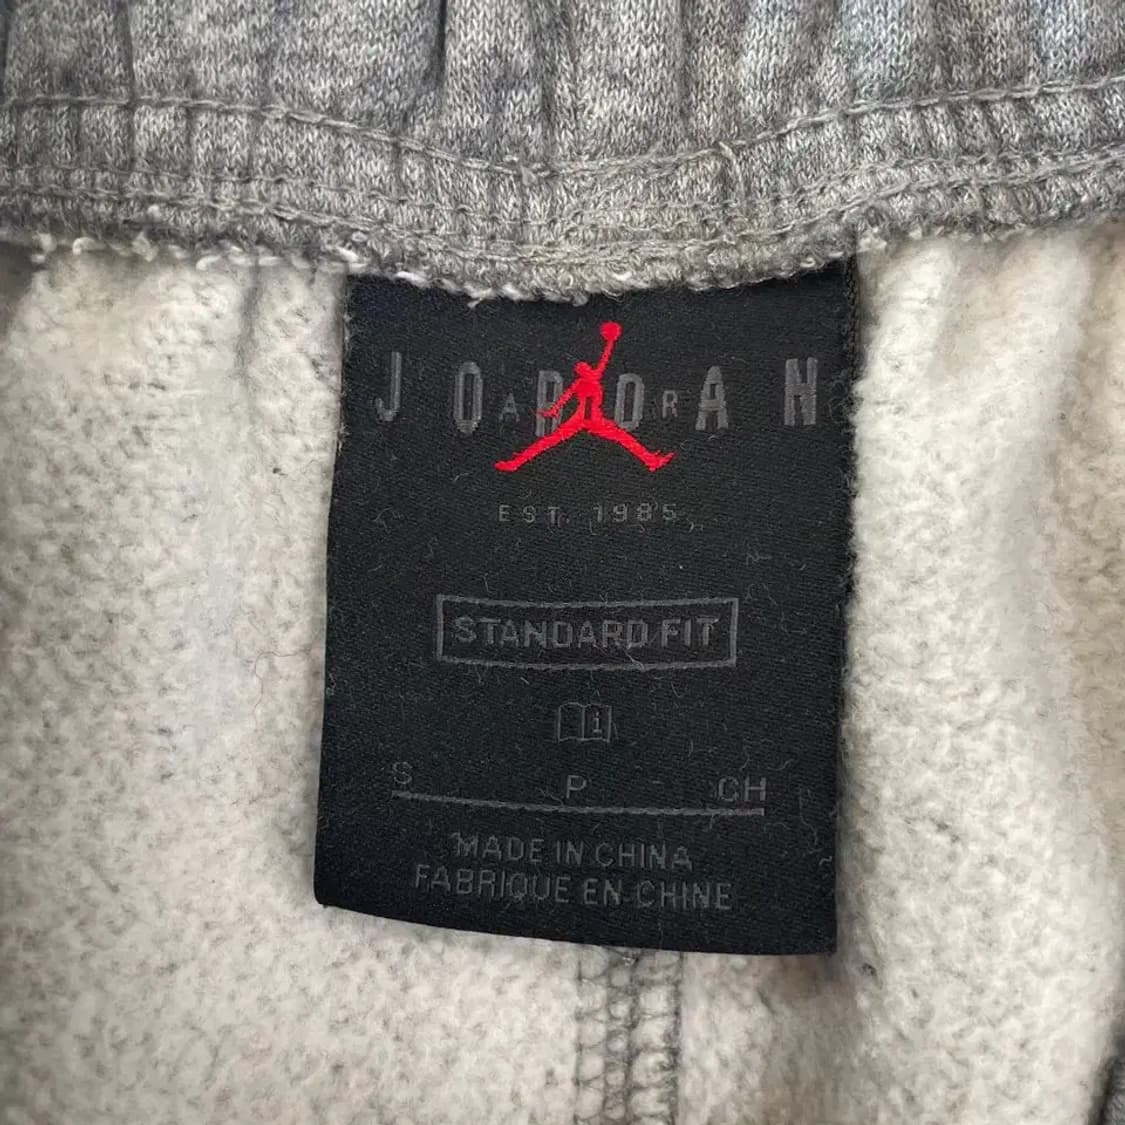 JORDAN
AIR
EST. 1985
STANDARD FIT
i
S P CH
MADE IN CHINA
FABRIQUE EN CHINE